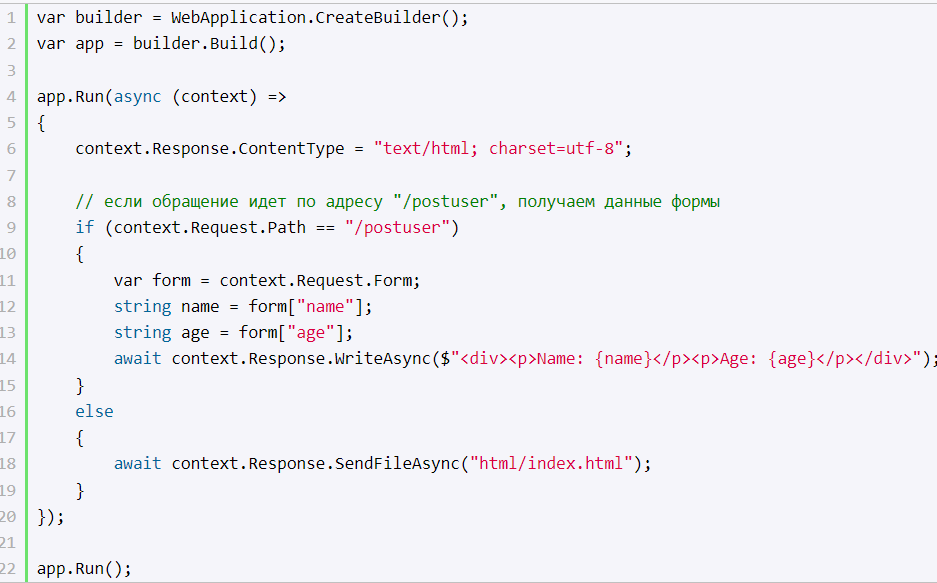 1 var builder = WebApplication.CreateBuilder();
2 var app = builder.Build();
3
4 app.Run(async (context) =>
5 {
6     context.Response.ContentType = "text/html; charset=utf-8";
7
8     // если обращение идет по адресу "/postuser", получаем данные формы
9     if (context.Request.Path == "/postuser")
10     {
11         var form = context.Request.Form;
12         string name = form["name"];
13         string age = form["age"];
14         await context.Response.WriteAsync($"<div><p>Name: {name}</p><p>Age: {age}</p></div>");
15     }
16     else
17     {
18         await context.Response.SendFileAsync("html/index.html");
19     }
20 });
21
22 app.Run();